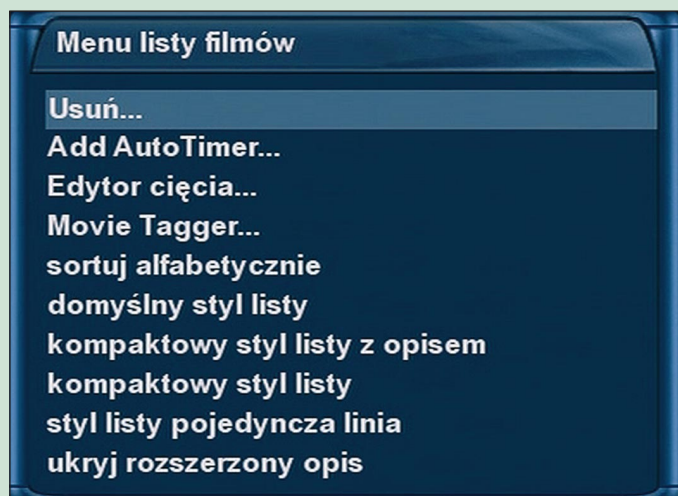 Menu listy filmów
Usuń...
Add AutoTimer...
Edytor cięcia...
Movie Tagger...
sortuj alfabetycznie
domyślny styl listy
kompaktowy styl listy z opisem
kompaktowy styl listy
styl listy pojedyncza linia
ukryj rozszerzony opis